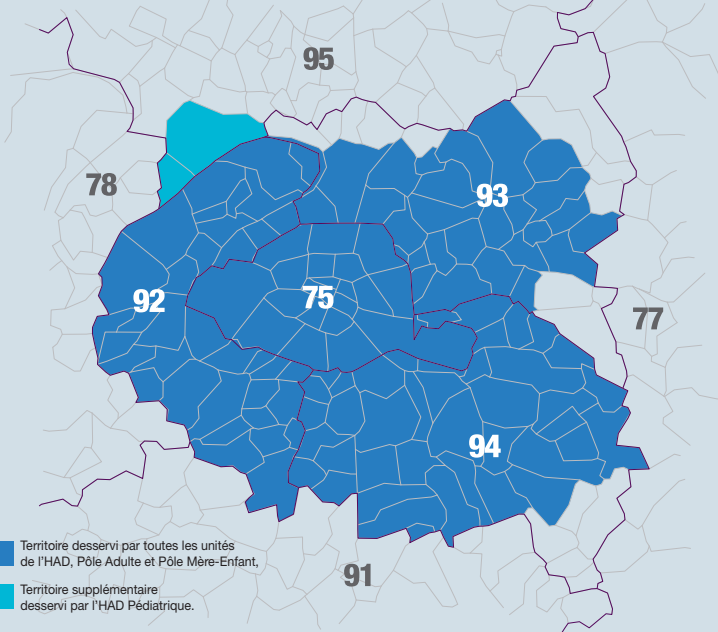 95
78
93
92
75
77
94
Territoire desservi par toutes les unités
de l'HAD, Pôle Adulte et Pôle Mère-Enfant,
91
Territoire supplémentaire
desservi par l'HAD Pédiatrique.